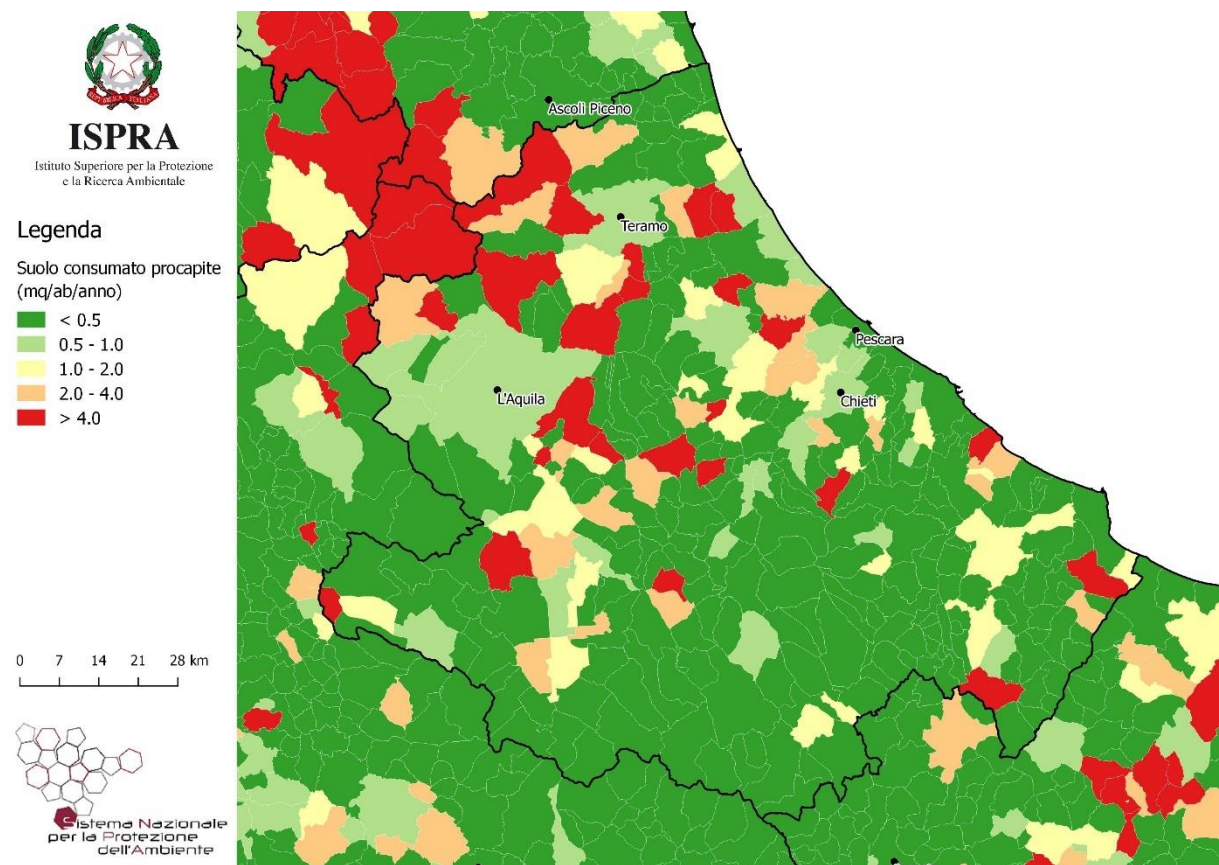 REPVBBLICA ITALIANA
ISPRA
Istituto Superiore per la Protezione
e la Ricerca Ambientale
Legenda
Suolo consumato procapite
(mq/ab/anno)
< 0.5
0.5 - 1.0
1.0 - 2.0
2.0 - 4.0
> 4.0
0 7 14 21 28 km
Sistema Nazionale
per la Protezione
dell'Ambiente
Ascoli Piceno
Teramo
Pescara
L'Aquila
Chieti